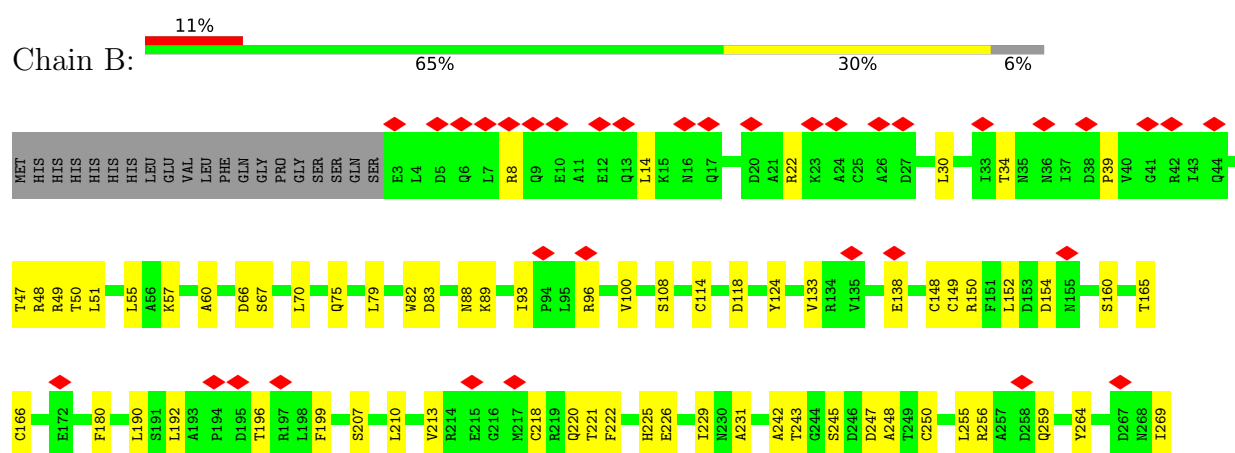 11%
Chain B:
65% 30% 6%
MET HIS HIS HIS HIS HIS HIS LEU GLU VAL LEU PHE GLN GLY PRO GLY SER SER GLN SER E3 L4 D5 Q6 L7 R8 Q9 E10 A11 E12 Q13 L14 K15 N16 Q17 D20 A21 R22 K23 A24 C25 A26 D27 L30 I33 T34 N35 N36 I37 D38 P39 V40 G41 R42 I43 Q44
T47 R48 R49 T50 L51 L55 A56 K57 A60 D66 S67 L70 Q75 L79 W82 D83 N88 K89 I93 P94 L95 R96 V100 S108 C114 D118 Y124 V133 R134 V135 E138 C148 C149 R150 F151 L152 D153 D154 N155 S160 T165
C166 E172 F180 L190 S191 L192 A193 P194 D195 T196 R197 L198 F199 S207 L210 V213 R214 E215 G216 M217 C218 R219 Q220 T221 F222 H225 E226 I229 N230 A231 A242 T243 G244 S245 D246 D247 A248 T249 C250 L255 R256 A257 D258 Q259 Y264 D267 N268 I269